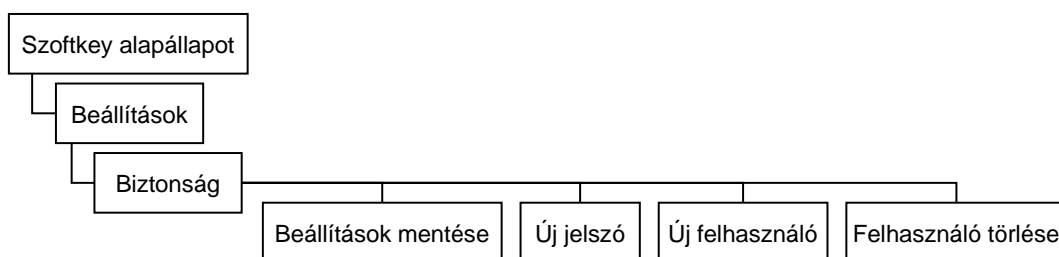 Szoftkey alapállapot
Beállítások
Biztonság
Beállítások mentése
Új jelszó
Új felhasználó
Felhasználó törlése